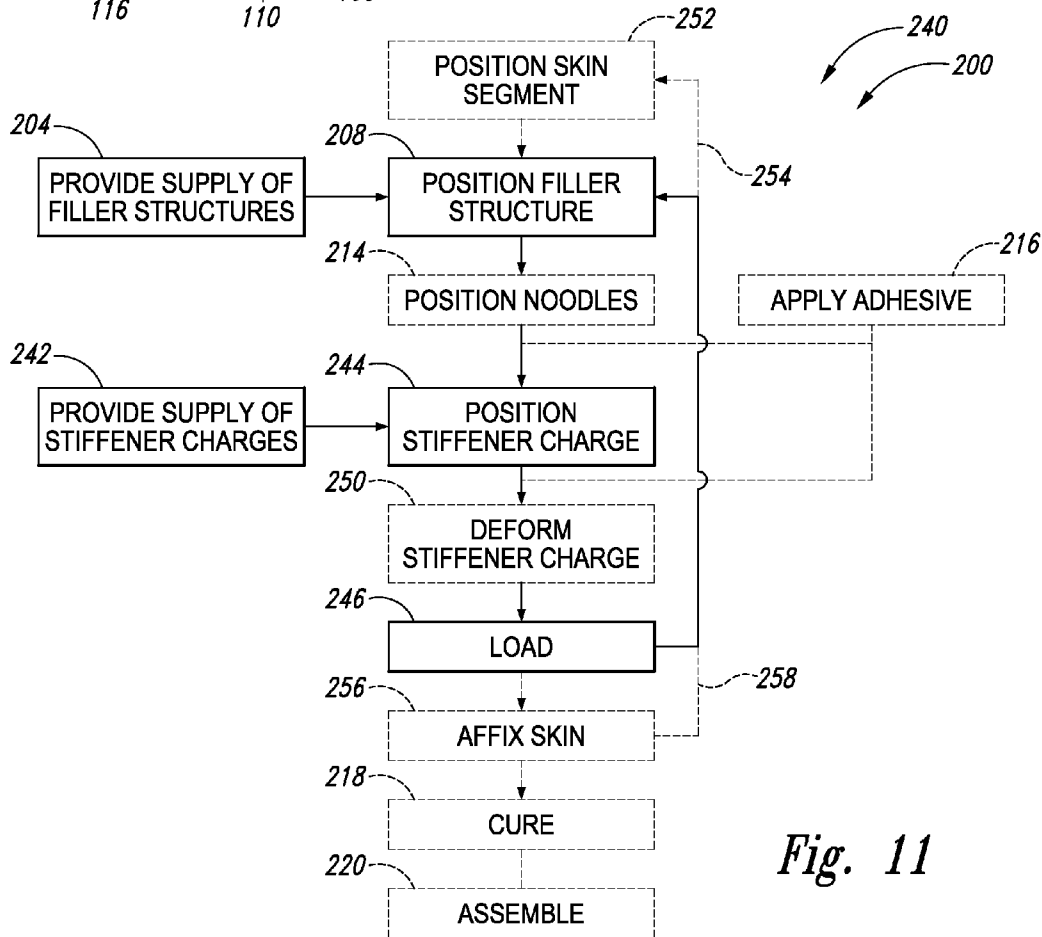 116
110
252
240
200
POSITION SKIN
SEGMENT
204
208
254
PROVIDE SUPPLY OF
FILLER STRUCTURES
POSITION FILLER
STRUCTURE
214
216
POSITION NOODLES
APPLY ADHESIVE
242
244
PROVIDE SUPPLY OF
STIFFENER CHARGES
POSITION
STIFFENER CHARGE
250
DEFORM
STIFFENER CHARGE
246
LOAD
256
258
AFFIX SKIN
218
CURE
220
ASSEMBLE
Fig. 11